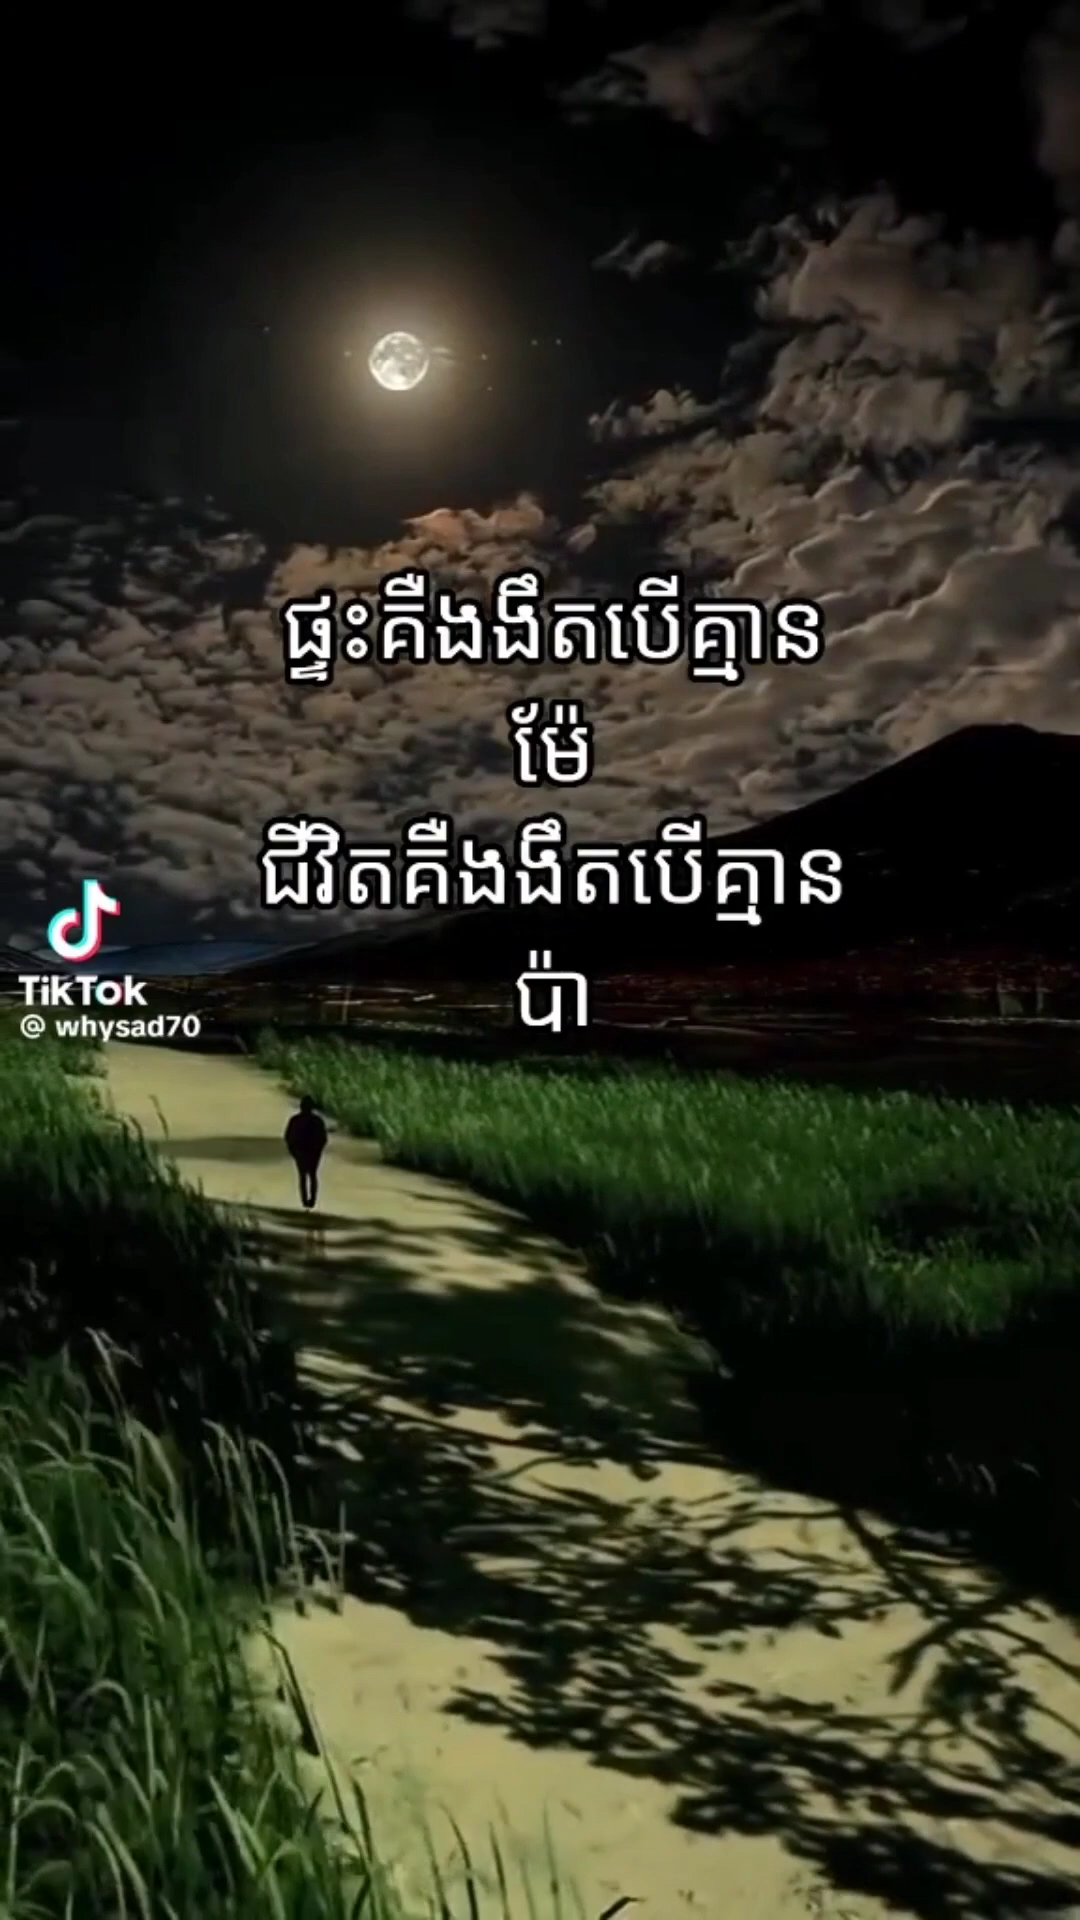 ផ្ទះគឺងងឹតបើគ្មាន
ម៉ែ
ជីវិតគឺងងឹតបើគ្មាន
ប៉ា
TikTok
@ whysad70